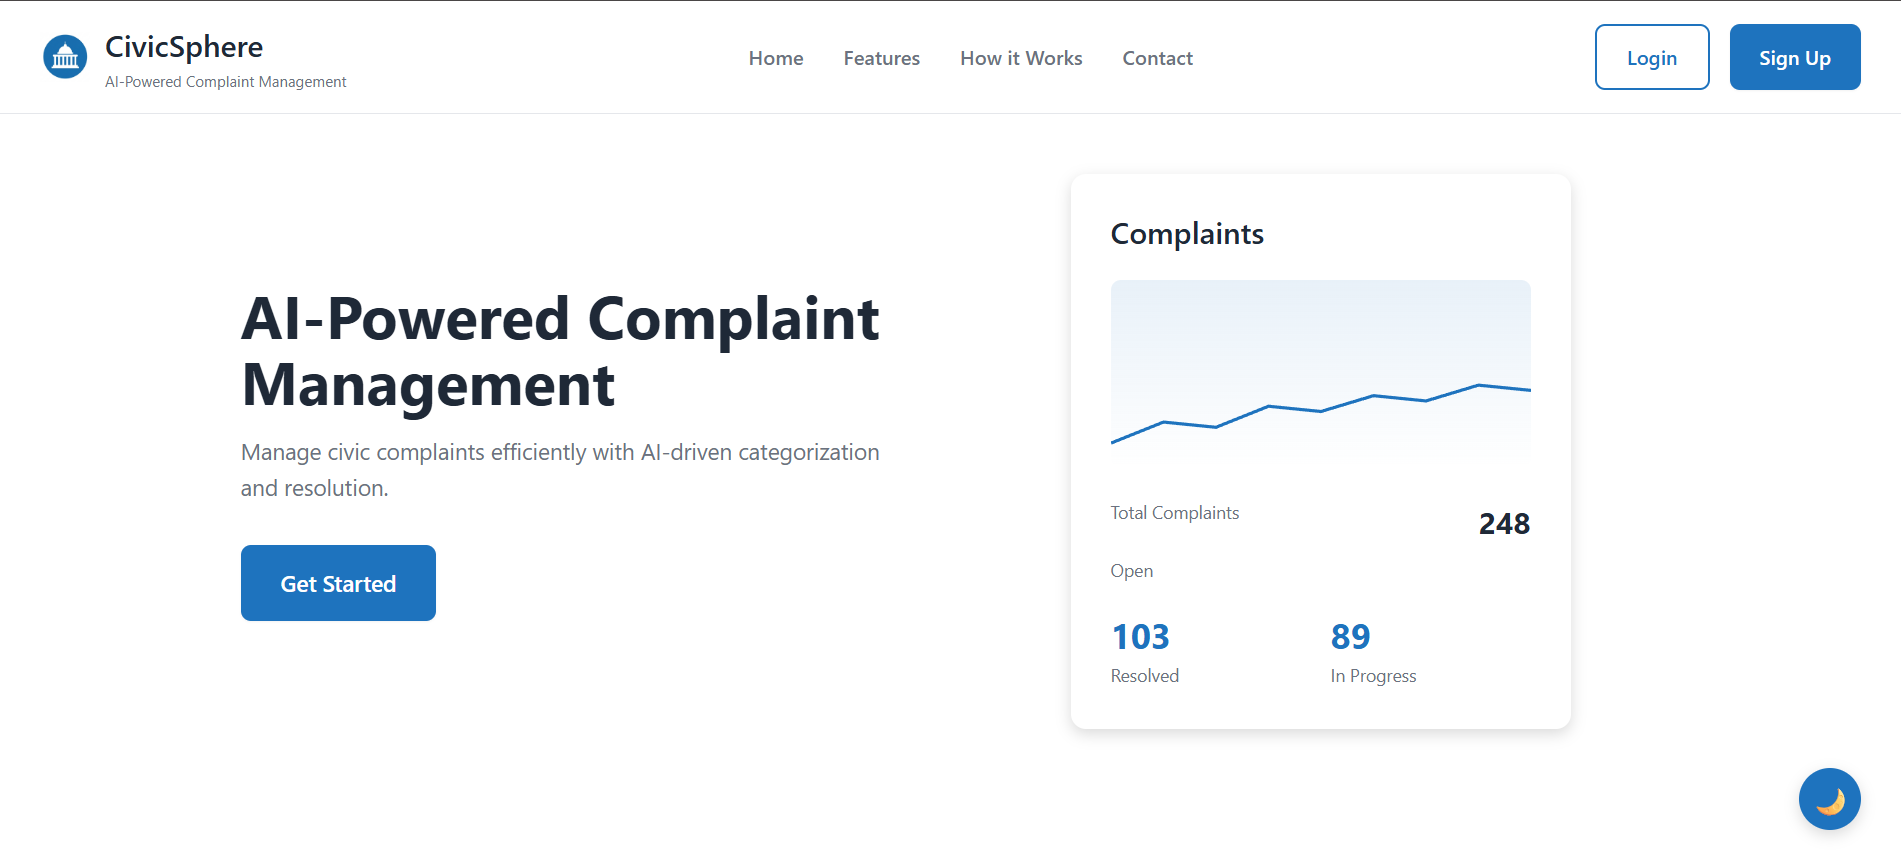 CivicSphere
AI-Powered Complaint Management
Home
Features
How it Works
Contact
Login
Sign Up
AI-Powered Complaint
Management
Manage civic complaints efficiently with AI-driven categorization
and resolution.
Get Started
Complaints
Total Complaints
248
Open
103
Resolved
89
In Progress